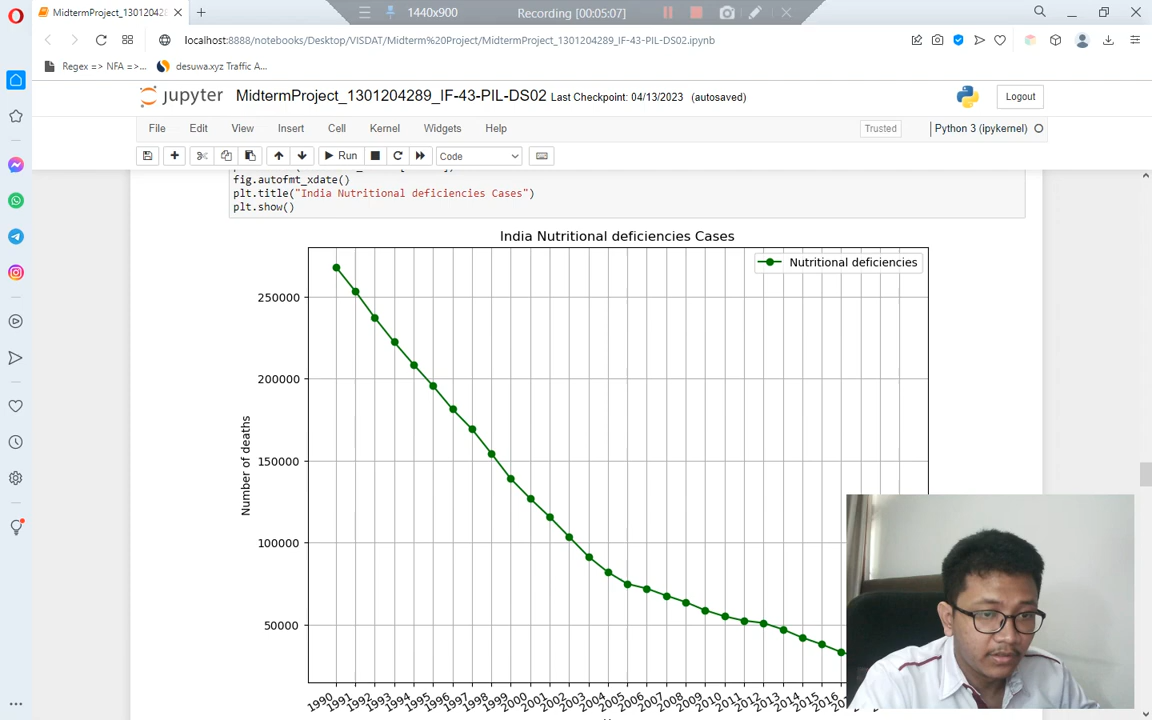 MidtermProject_1301204289
1440x900
Recording [00:05:07]
localhost:8888/notebooks/Desktop/VISDAT/Midterm%20Project/MidtermProject_1301204289_IF-43-PIL-DS02.ipynb
Regex => NFA =>... desuwa.xyz Traffic A...
jupyter MidtermProject_1301204289_IF-43-PIL-DS02 Last Checkpoint: 04/13/2023 (autosaved)
Logout
File Edit View Insert Cell Kernel Widgets Help
Trusted Python 3 (ipykernel)
Run Code
fig.autofmt_xdate()
plt.title("India Nutritional deficiencies Cases")
plt.show()
India Nutritional deficiencies Cases
Nutritional deficiencies
250000
200000
150000
100000
50000
Number of deaths
1990 1991 1992 1993 1994 1995 1996 1997 1998 1999 2000 2001 2002 2003 2004 2005 2006 2007 2008 2009 2010 2011 2012 2013 2014 2015 2016